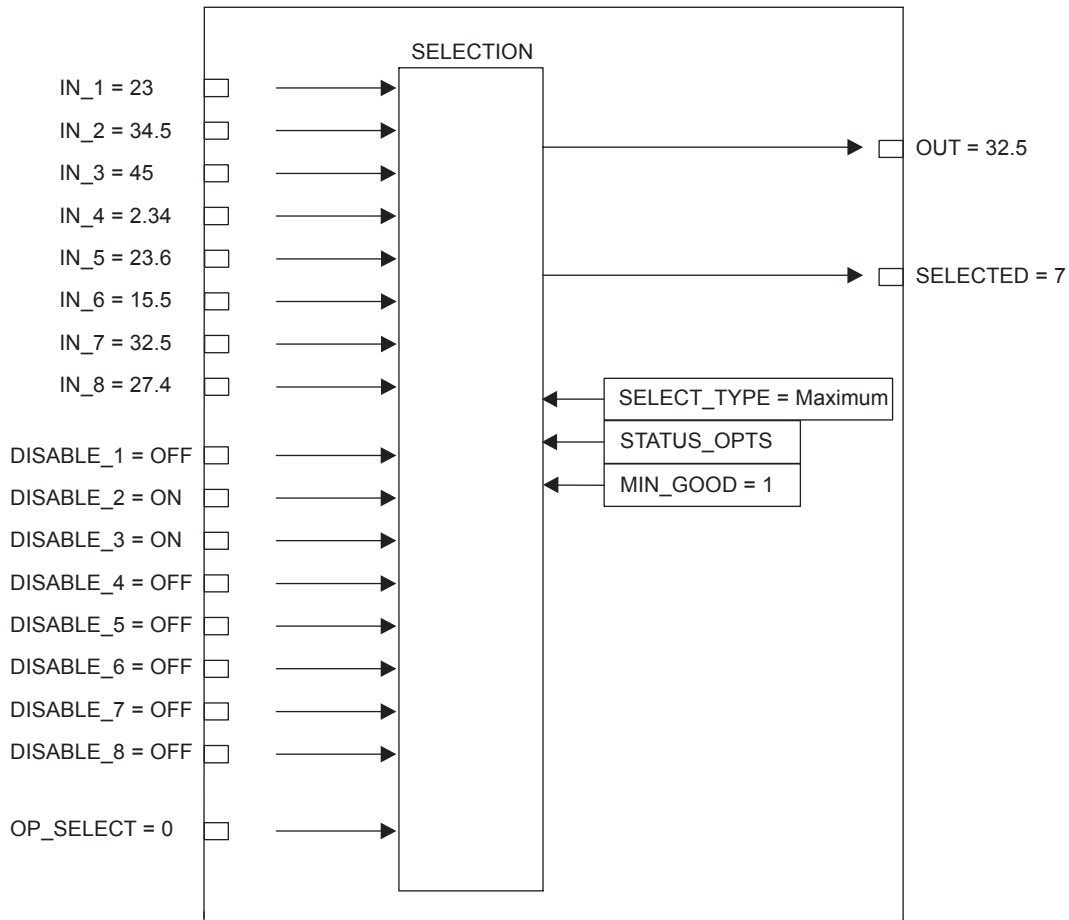 SELECTION
IN_1 = 23
IN_2 = 34.5
IN_3 = 45
IN_4 = 2.34
IN_5 = 23.6
IN_6 = 15.5
IN_7 = 32.5
IN_8 = 27.4
DISABLE_1 = OFF
DISABLE_2 = ON
DISABLE_3 = ON
DISABLE_4 = OFF
DISABLE_5 = OFF
DISABLE_6 = OFF
DISABLE_7 = OFF
DISABLE_8 = OFF
OP_SELECT = 0
OUT = 32.5
SELECTED = 7
SELECT_TYPE = Maximum
STATUS_OPTS
MIN_GOOD = 1